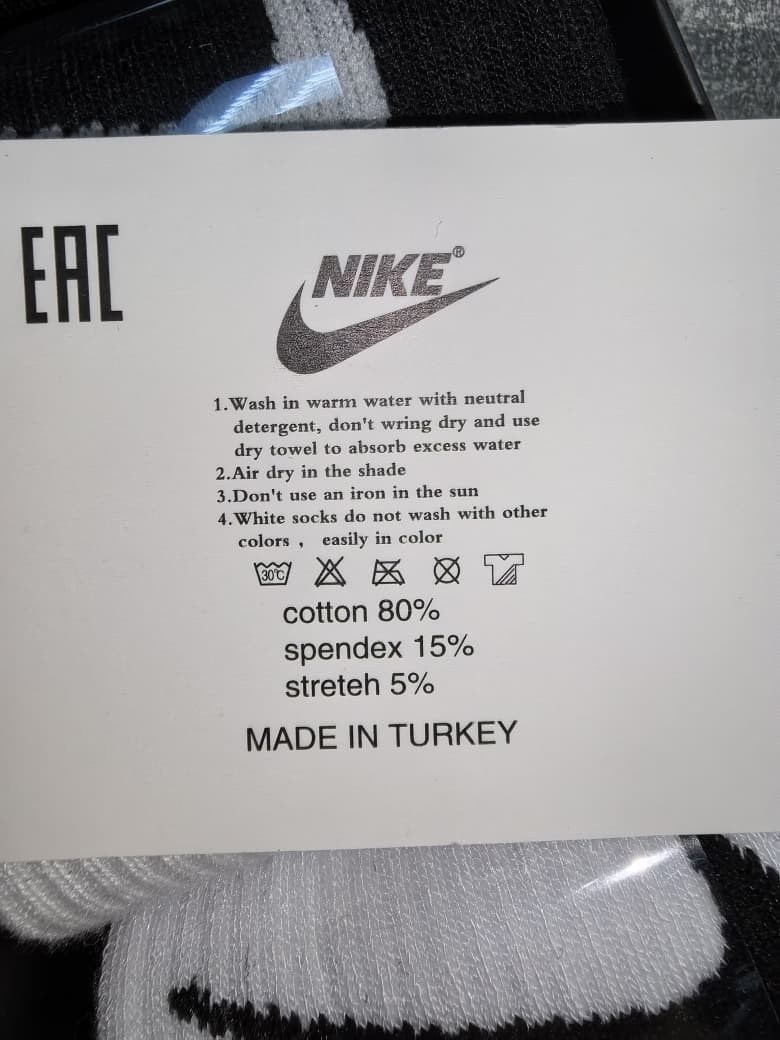 EAC
NIKE®
1.Wash in warm water with neutral
detergent, don't wring dry and use
dry towel to absorb excess water
2.Air dry in the shade
3.Don't use an iron in the sun
4.White socks do not wash with other
colors , easily in color
30℃
cotton 80%
spendex 15%
streteh 5%
MADE IN TURKEY